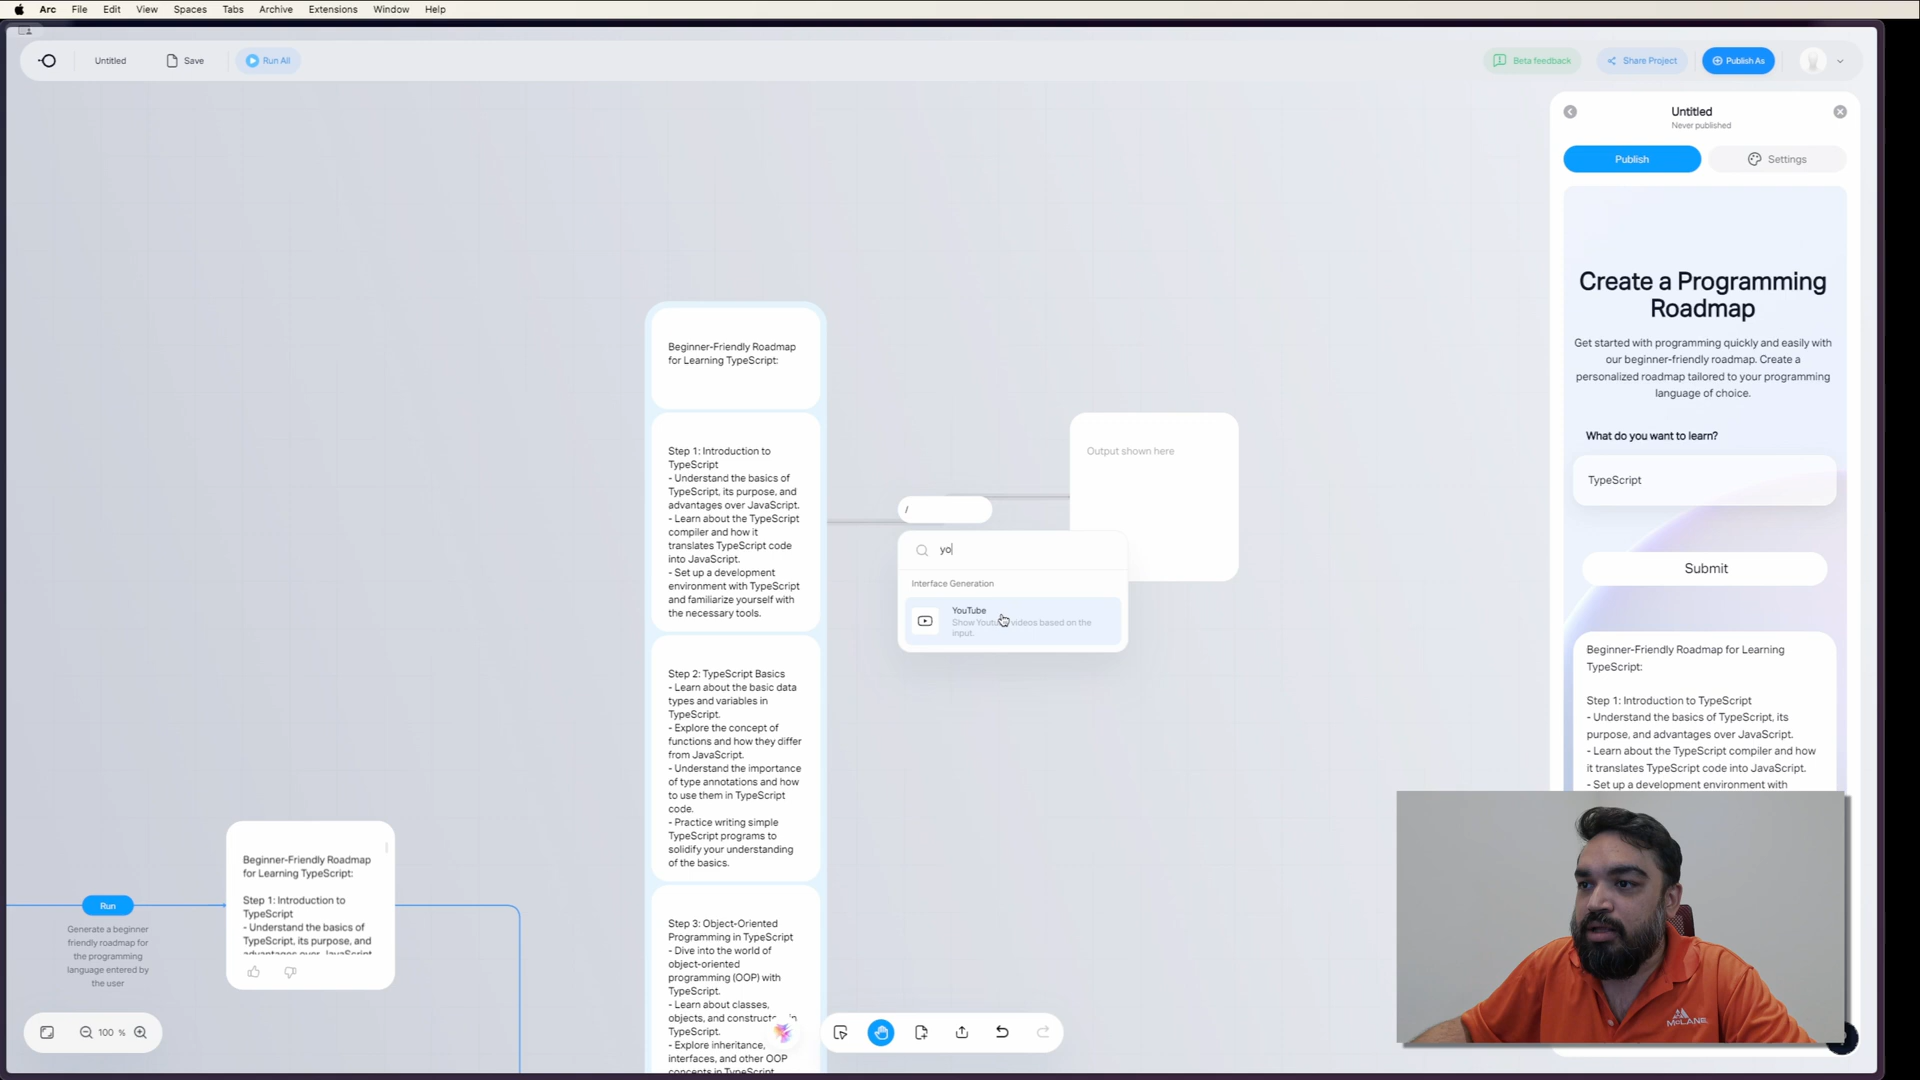 Arc File Edit View Spaces Tabs Archive Extensions Window Help
Untitled Save Run All
Beta feedback Share Project Publish As
Untitled
Never published
Publish Settings
Create a Programming
Roadmap
Get started with programming quickly and easily with
our beginner-friendly roadmap. Create a
personalized roadmap tailored to your programming
language of choice.
What do you want to learn?
TypeScript
Submit
Beginner-Friendly Roadmap for Learning
TypeScript:
Step 1: Introduction to TypeScript
- Understand the basics of TypeScript, its
purpose, and advantages over JavaScript.
- Learn about the TypeScript compiler and how
it translates TypeScript code into JavaScript.
- Set up a development environment with
Beginner-Friendly Roadmap
for Learning TypeScript:
Step 1: Introduction to
TypeScript
- Understand the basics of
TypeScript, its purpose, and
advantages over JavaScript.
- Learn about the TypeScript
compiler and how it
translates TypeScript code
into JavaScript.
- Set up a development
environment with TypeScript
and familiarize yourself with
the necessary tools.
Step 2: TypeScript Basics
- Learn about the basic data
types and variables in
TypeScript.
- Explore the concept of
functions and how they differ
from JavaScript.
- Understand the importance
of type annotations and how
to use them in TypeScript
code.
- Practice writing simple
TypeScript programs to
solidify your understanding
of the basics.
Step 3: Object-Oriented
Programming in TypeScript
- Dive into the world of
object-oriented
programming (OOP) with
TypeScript.
- Learn about classes,
objects, and constructors in
TypeScript.
- Explore inheritance,
interfaces, and other OOP
concepts in TypeScript
Output shown here
/
yo
Interface Generation
YouTube
Show Youtube videos based on the
input.
Run
Generate a beginner
friendly roadmap for
the programming
language entered by
the user
Beginner-Friendly Roadmap
for Learning TypeScript:
Step 1: Introduction to
TypeScript
- Understand the basics of
TypeScript, its purpose, and
advantages over JavaScript
100 %
McLANE